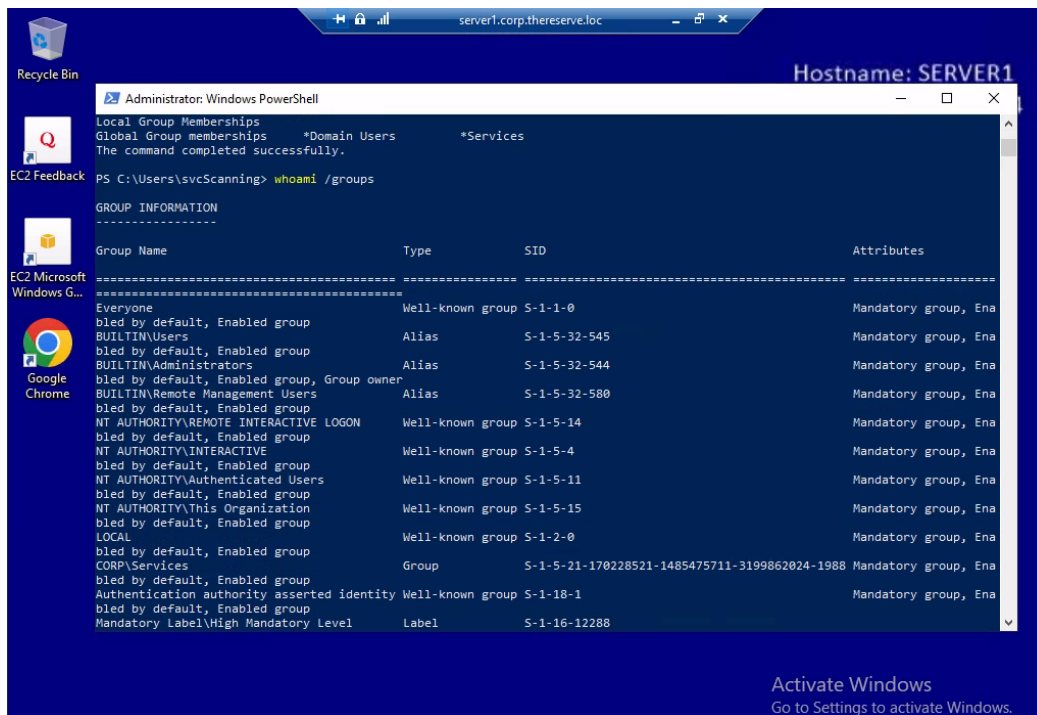 server1.corp.thereserve.loc
Recycle Bin
Hostname: SERVER1
Administrator: Windows PowerShell
Local Group Memberships
Global Group memberships     *Domain Users         *Services
The command completed successfully.
Q
EC2 Feedback
PS C:\Users\svcScanning> whoami /groups
GROUP INFORMATION
-----------------
Group Name                                 Type             SID                                           Attributes
EC2 Microsoft
Windows G...
========================================== ================ ============================================= ====================
===========================================
Everyone                                   Well-known group S-1-1-0                                       Mandatory group, Ena
bled by default, Enabled group
BUILTIN\Users                              Alias            S-1-5-32-545                                  Mandatory group, Ena
bled by default, Enabled group
BUILTIN\Administrators                     Alias            S-1-5-32-544                                  Mandatory group, Ena
bled by default, Enabled group, Group owner
BUILTIN\Remote Management Users            Alias            S-1-5-32-580                                  Mandatory group, Ena
bled by default, Enabled group
NT AUTHORITY\REMOTE INTERACTIVE LOGON      Well-known group S-1-5-14                                      Mandatory group, Ena
bled by default, Enabled group
NT AUTHORITY\INTERACTIVE                   Well-known group S-1-5-4                                       Mandatory group, Ena
bled by default, Enabled group
NT AUTHORITY\Authenticated Users           Well-known group S-1-5-11                                      Mandatory group, Ena
bled by default, Enabled group
NT AUTHORITY\This Organization             Well-known group S-1-5-15                                      Mandatory group, Ena
bled by default, Enabled group
LOCAL                                      Well-known group S-1-2-0                                       Mandatory group, Ena
bled by default, Enabled group
CORP\Services                              Group            S-1-5-21-170228521-1485475711-3199862024-1988 Mandatory group, Ena
bled by default, Enabled group
Authentication authority asserted identity Well-known group S-1-18-1                                      Mandatory group, Ena
bled by default, Enabled group
Mandatory Label\High Mandatory Level       Label            S-1-16-12288
Google
Chrome
Activate Windows
Go to Settings to activate Windows.